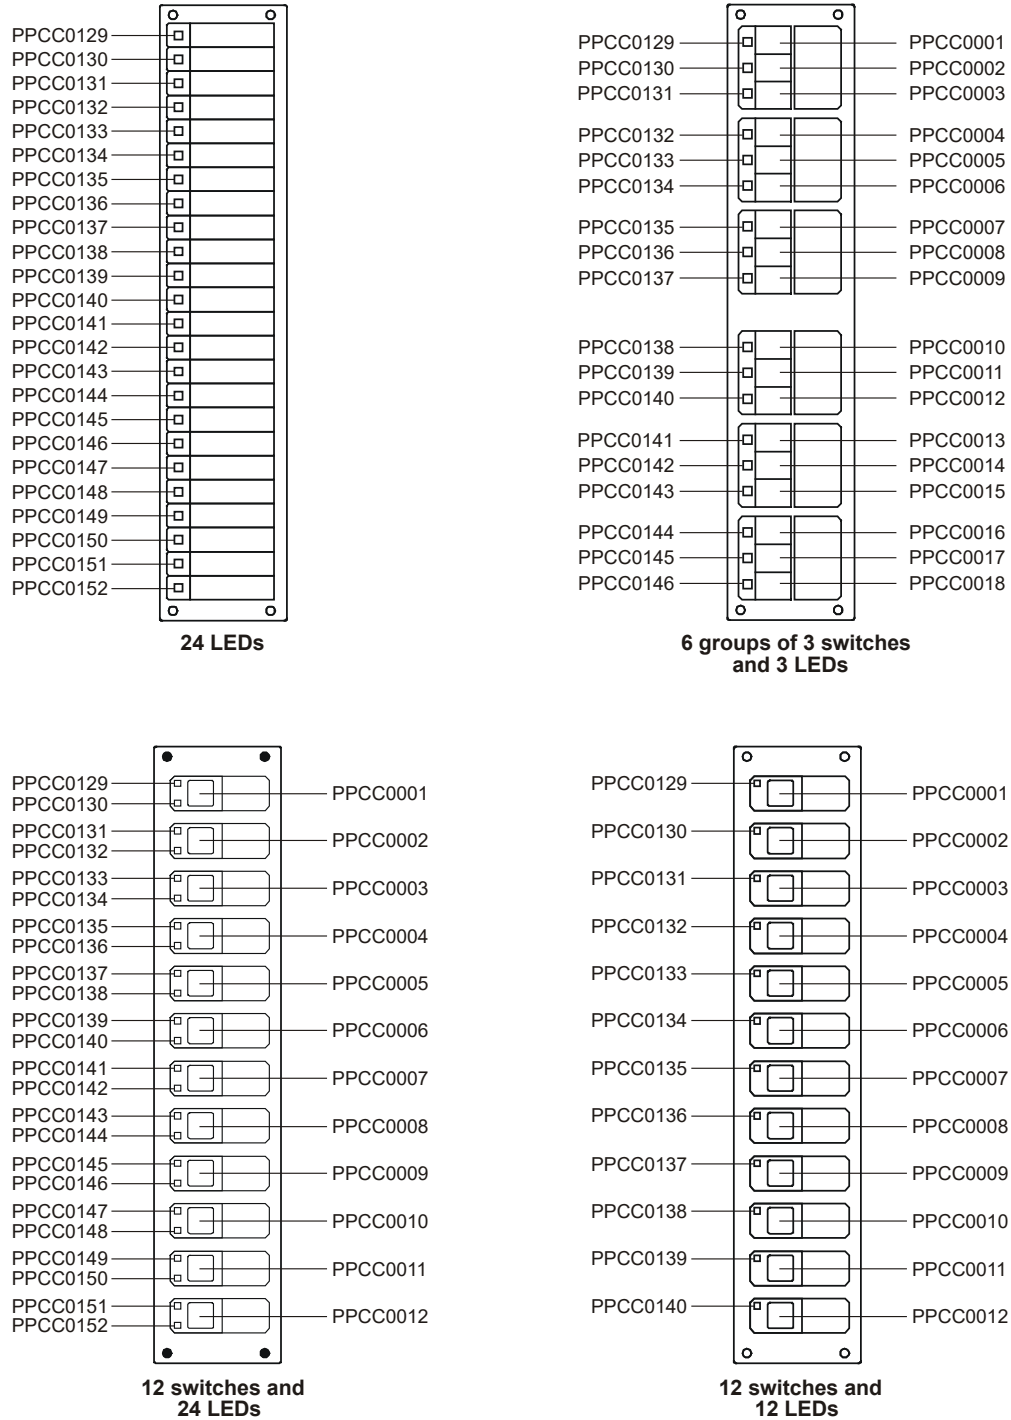 PPCC0129
PPCC0130
PPCC0131
PPCC0132
PPCC0133
PPCC0134
PPCC0135
PPCC0136
PPCC0137
PPCC0138
PPCC0139
PPCC0140
PPCC0141
PPCC0142
PPCC0143
PPCC0144
PPCC0145
PPCC0146
PPCC0147
PPCC0148
PPCC0149
PPCC0150
PPCC0151
PPCC0152
24 LEDs
PPCC0129 PPCC0001
PPCC0130 PPCC0002
PPCC0131 PPCC0003
PPCC0132 PPCC0004
PPCC0133 PPCC0005
PPCC0134 PPCC0006
PPCC0135 PPCC0007
PPCC0136 PPCC0008
PPCC0137 PPCC0009
PPCC0138 PPCC0010
PPCC0139 PPCC0011
PPCC0140 PPCC0012
PPCC0141 PPCC0013
PPCC0142 PPCC0014
PPCC0143 PPCC0015
PPCC0144 PPCC0016
PPCC0145 PPCC0017
PPCC0146 PPCC0018
6 groups of 3 switches
and 3 LEDs
PPCC0129
PPCC0130
PPCC0001
PPCC0131
PPCC0132
PPCC0002
PPCC0133
PPCC0134
PPCC0003
PPCC0135
PPCC0136
PPCC0004
PPCC0137
PPCC0138
PPCC0005
PPCC0139
PPCC0140
PPCC0006
PPCC0141
PPCC0142
PPCC0007
PPCC0143
PPCC0144
PPCC0008
PPCC0145
PPCC0146
PPCC0009
PPCC0147
PPCC0148
PPCC0010
PPCC0149
PPCC0150
PPCC0011
PPCC0151
PPCC0152
PPCC0012
12 switches and
24 LEDs
PPCC0129
PPCC0001
PPCC0130
PPCC0002
PPCC0131
PPCC0003
PPCC0132
PPCC0004
PPCC0133
PPCC0005
PPCC0134
PPCC0006
PPCC0135
PPCC0007
PPCC0136
PPCC0008
PPCC0137
PPCC0009
PPCC0138
PPCC0010
PPCC0139
PPCC0011
PPCC0140
PPCC0012
12 switches and
12 LEDs